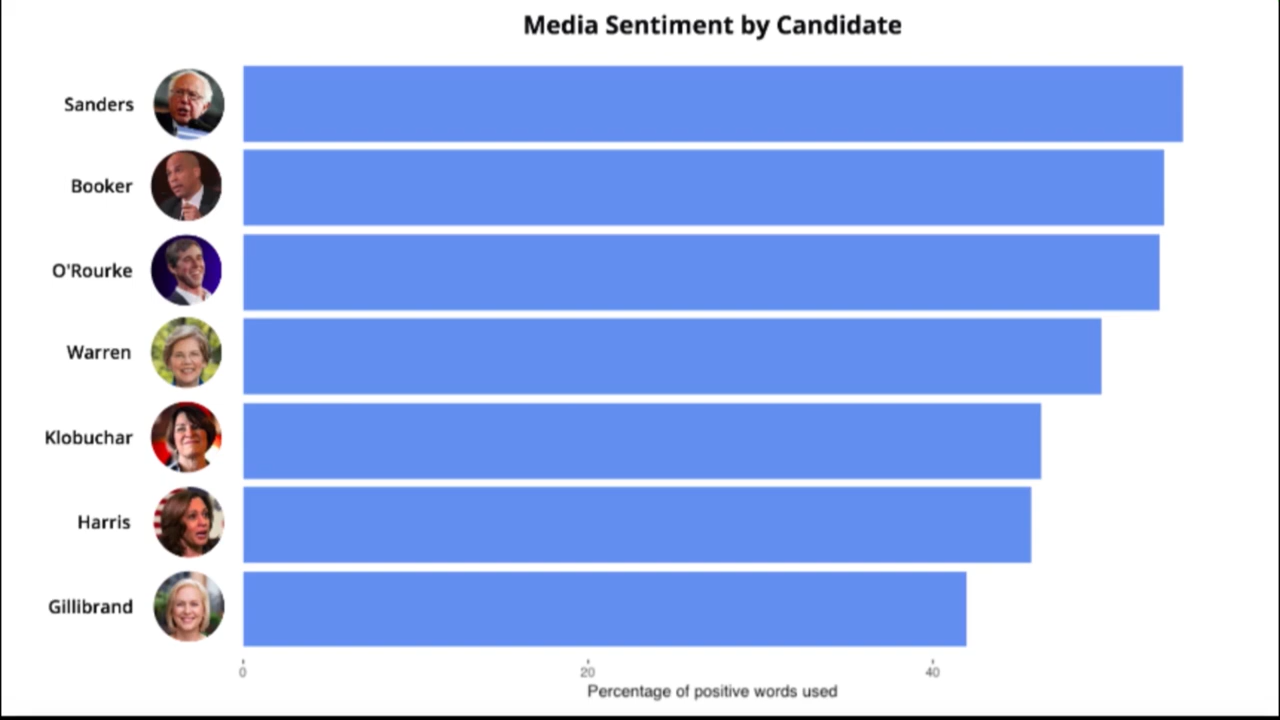 Media Sentiment by Candidate
Sanders
Booker
O'Rourke
Warren
Klobuchar
Harris
Gillibrand
0 20 40
Percentage of positive words used